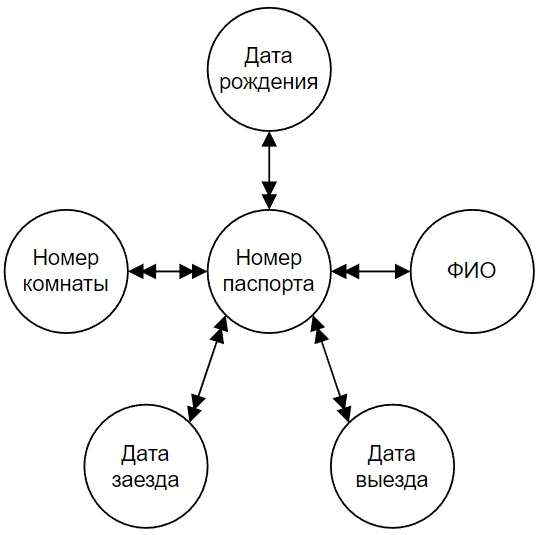 Дата
рождения
Номер
комнаты
Номер
паспорта
ФИО
Дата
заезда
Дата
выезда